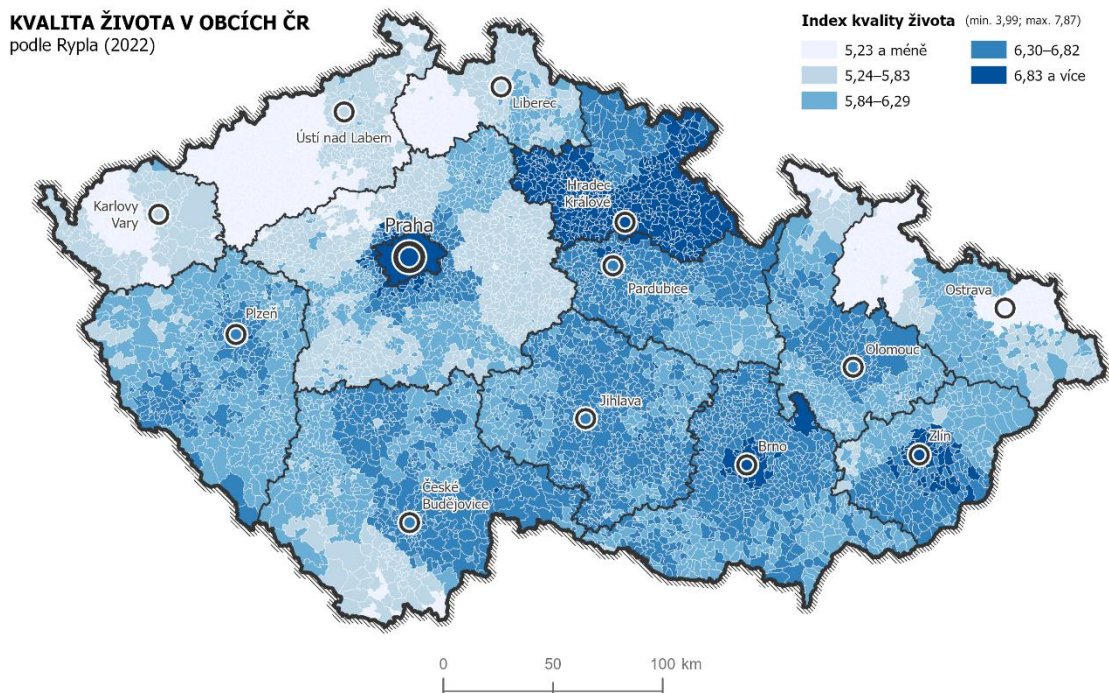 KVALITA ŽIVOTA V OBCÍCH ČR
podle Rypla (2022)
Index kvality života (min. 3,99; max. 7,87)
5,23 a méně
5,24–5,83
5,84–6,29
6,30–6,82
6,83 a více
Liberec
Ústí nad Labem
Karlovy
Vary
Hradec
Králové
Praha
Pardubice
Ostrava
Plzeň
Olomouc
Jihlava
Brno
Zlín
České
Budějovice
0 50 100 km